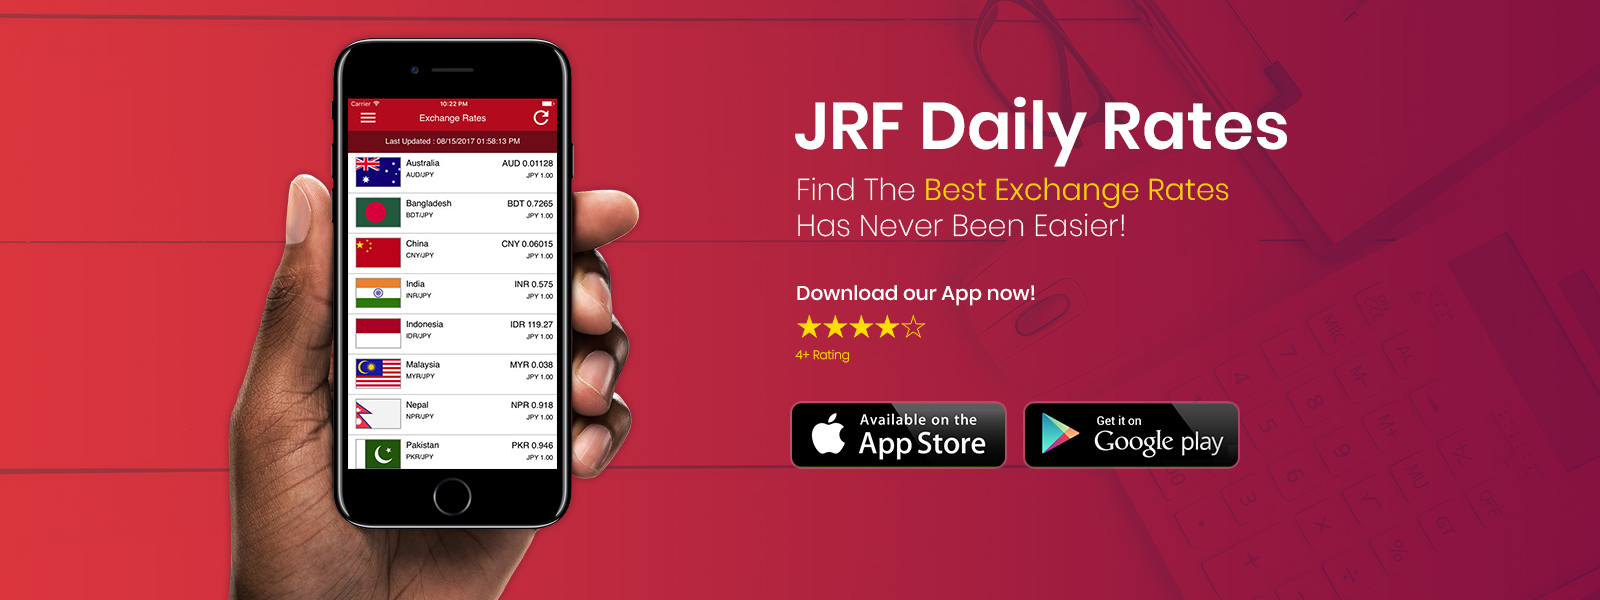 Carrier 10:22 PM
Exchange Rates
Last Updated : 08/15/2017 01:58:13 PM
Australia AUD 0.01128
AUD/JPY JPY 1.00
Bangladesh BDT 0.7265
BDT/JPY JPY 1.00
China CNY 0.06015
CNY/JPY JPY 1.00
India INR 0.575
INR/JPY JPY 1.00
Indonesia IDR 119.27
IDR/JPY JPY 1.00
Malaysia MYR 0.038
MYR/JPY JPY 1.00
Nepal NPR 0.918
NPR/JPY JPY 1.00
Pakistan PKR 0.946
PKR/JPY JPY 1.00
JRF Daily Rates
Find The Best Exchange Rates
Has Never Been Easier!
Download our App now!
4+ Rating
Available on the
App Store
Get it on
Google play